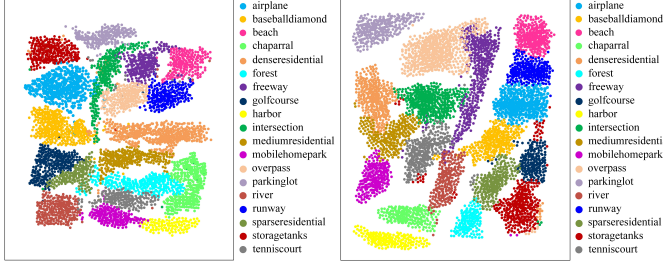 airplane
baseballdiamond
beach
chaparral
denseresidential
forest
freeway
golfcourse
harbor
intersection
mediumresidential
mobilehomepark
overpass
parkinglot
river
runway
sparseresidential
storagetanks
tenniscourt
airplane
baseballdiamond
beach
chaparral
denseresidential
forest
freeway
golfcourse
harbor
intersection
mediumresidenti
mobilehomepark
overpass
parkinglot
river
runway
sparseresidential
storagetanks
tenniscourt